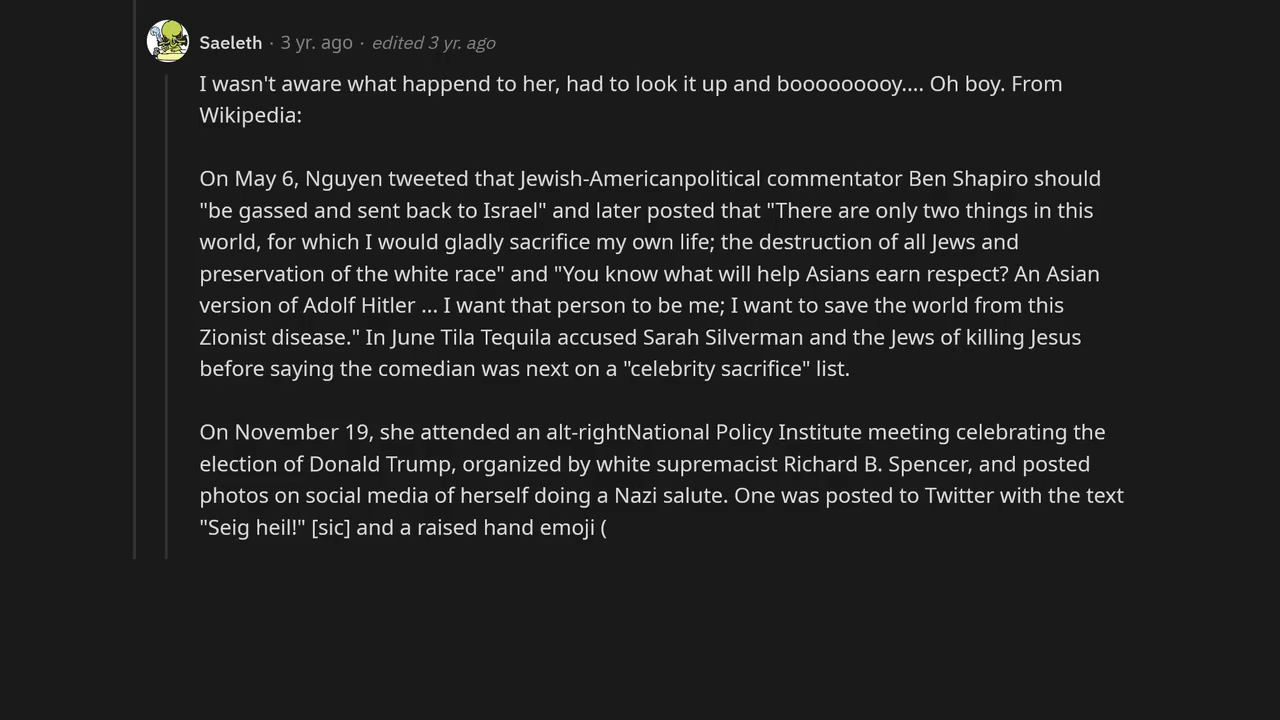 Saeleth · 3 yr. ago · edited 3 yr. ago
I wasn't aware what happend to her, had to look it up and boooooooooy.... Oh boy. From
Wikipedia:
On May 6, Nguyen tweeted that Jewish-Americanpolitical commentator Ben Shapiro should
"be gassed and sent back to Israel" and later posted that "There are only two things in this
world, for which I would gladly sacrifice my own life; the destruction of all Jews and
preservation of the white race" and "You know what will help Asians earn respect? An Asian
version of Adolf Hitler ... I want that person to be me; I want to save the world from this
Zionist disease." In June Tila Tequila accused Sarah Silverman and the Jews of killing Jesus
before saying the comedian was next on a "celebrity sacrifice" list.
On November 19, she attended an alt-rightNational Policy Institute meeting celebrating the
election of Donald Trump, organized by white supremacist Richard B. Spencer, and posted
photos on social media of herself doing a Nazi salute. One was posted to Twitter with the text
"Seig heil!" [sic] and a raised hand emoji (